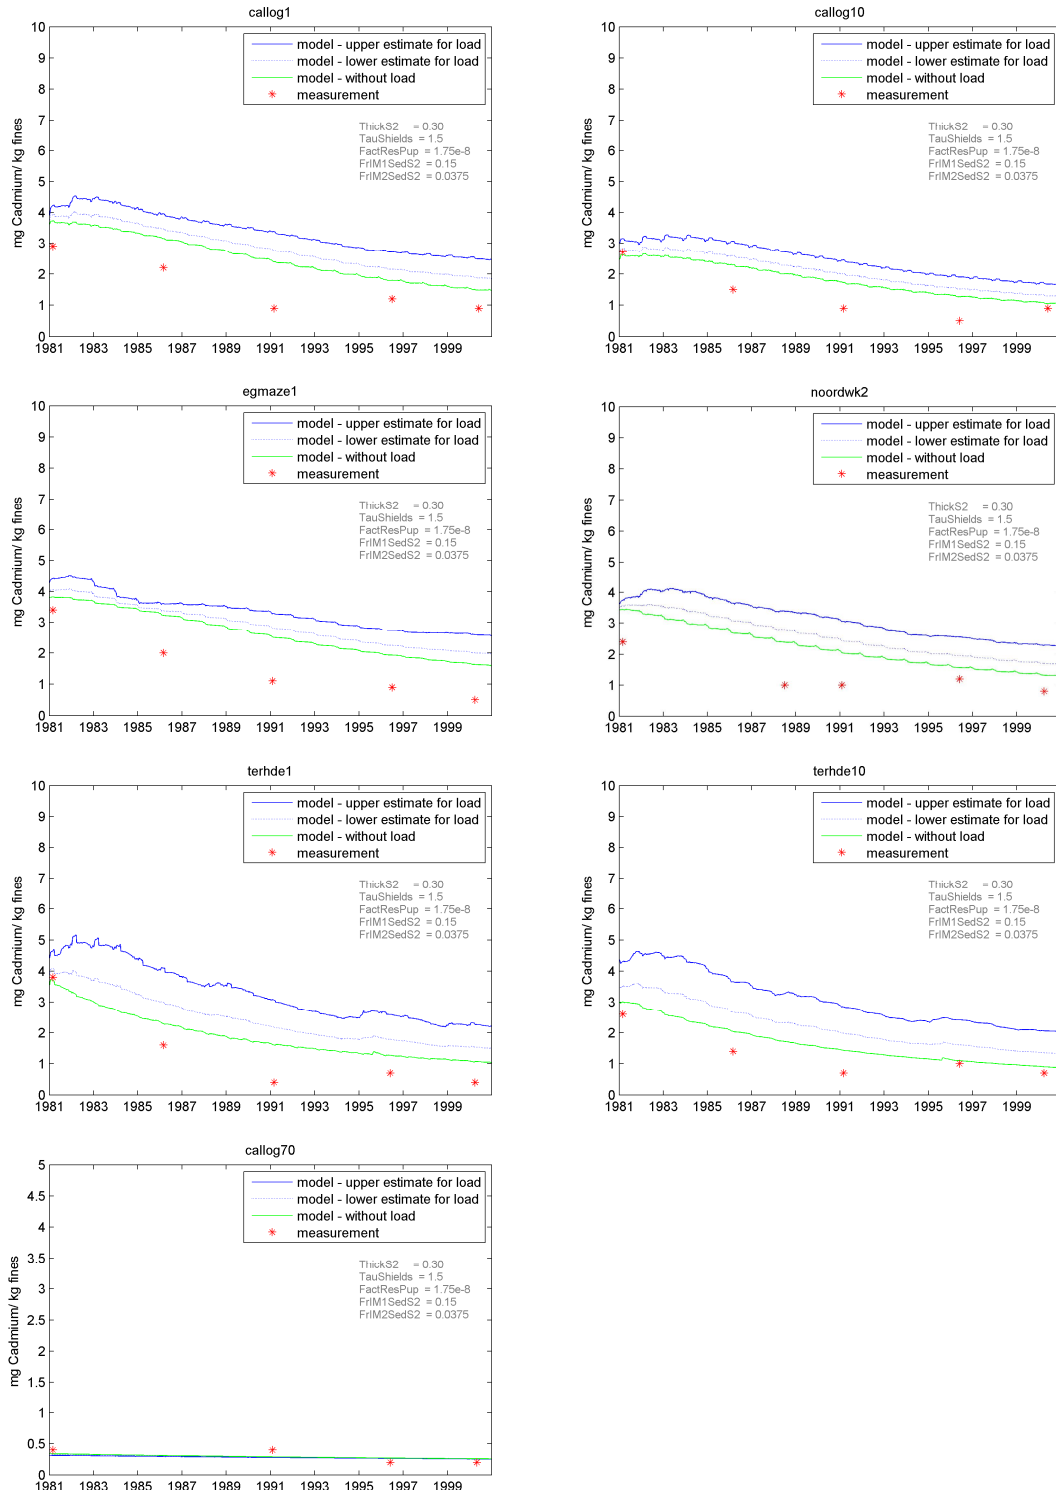 callog1
10
9
8
7
6
5
4
3
2
1
0
mg Cadmium/ kg fines
model - upper estimate for load
model - lower estimate for load
model - without load
measurement
ThickS2 = 0.30
TauShields = 1.5
FactResPup = 1.75e-8
FrIM1SedS2 = 0.15
FrIM2SedS2 = 0.0375
1981 1983 1985 1987 1989 1991 1993 1995 1997 1999
callog10
10
9
8
7
6
5
4
3
2
1
0
mg Cadmium/ kg fines
model - upper estimate for load
model - lower estimate for load
model - without load
measurement
ThickS2 = 0.30
TauShields = 1.5
FactResPup = 1.75e-8
FrIM1SedS2 = 0.15
FrIM2SedS2 = 0.0375
1981 1983 1985 1987 1989 1991 1993 1995 1997 1999
egmaze1
10
9
8
7
6
5
4
3
2
1
0
mg Cadmium/ kg fines
model - upper estimate for load
model - lower estimate for load
model - without load
measurement
ThickS2 = 0.30
TauShields = 1.5
FactResPup = 1.75e-8
FrIM1SedS2 = 0.15
FrIM2SedS2 = 0.0375
1981 1983 1985 1987 1989 1991 1993 1995 1997 1999
noordwk2
10
9
8
7
6
5
4
3
2
1
0
mg Cadmium/ kg fines
model - upper estimate for load
model - lower estimate for load
model - without load
measurement
ThickS2 = 0.30
TauShields = 1.5
FactResPup = 1.75e-8
FrIM1SedS2 = 0.15
FrIM2SedS2 = 0.0375
1981 1983 1985 1987 1989 1991 1993 1995 1997 1999
terhde1
10
9
8
7
6
5
4
3
2
1
0
mg Cadmium/ kg fines
model - upper estimate for load
model - lower estimate for load
model - without load
measurement
ThickS2 = 0.30
TauShields = 1.5
FactResPup = 1.75e-8
FrIM1SedS2 = 0.15
FrIM2SedS2 = 0.0375
1981 1983 1985 1987 1989 1991 1993 1995 1997 1999
terhde10
10
9
8
7
6
5
4
3
2
1
0
mg Cadmium/ kg fines
model - upper estimate for load
model - lower estimate for load
model - without load
measurement
ThickS2 = 0.30
TauShields = 1.5
FactResPup = 1.75e-8
FrIM1SedS2 = 0.15
FrIM2SedS2 = 0.0375
1981 1983 1985 1987 1989 1991 1993 1995 1997 1999
callog70
5
4.5
4
3.5
3
2.5
2
1.5
1
0.5
0
mg Cadmium/ kg fines
model - upper estimate for load
model - lower estimate for load
model - without load
measurement
ThickS2 = 0.30
TauShields = 1.5
FactResPup = 1.75e-8
FrIM1SedS2 = 0.15
FrIM2SedS2 = 0.0375
1981 1983 1985 1987 1989 1991 1993 1995 1997 1999